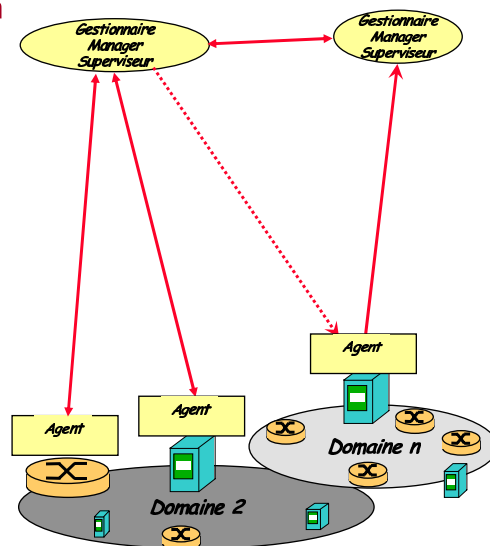 n
Gestionnaire
Manager
Superviseur
Gestionnaire
Manager
Superviseur
Agent
Agent
Agent
Domaine n
Domaine 2